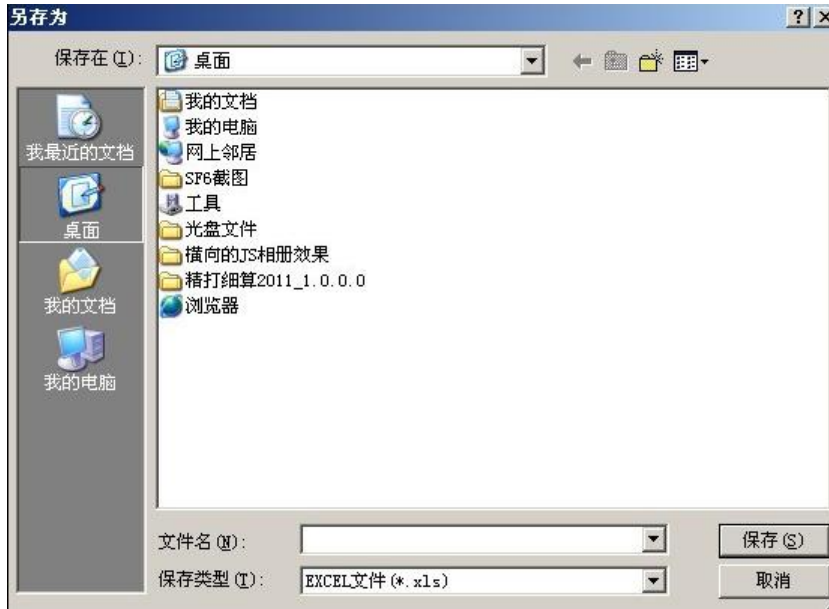 另存为
保存在(I):
桌面
我最近的文档
桌面
我的文档
我的电脑
我的文档
我的电脑
网上邻居
SF6截图
工具
光盘文件
横向的JS相册效果
精打细算2011_1.0.0.0
浏览器
文件名(N):
保存(S)
保存类型(T):
EXCEL文件(*.xls)
取消